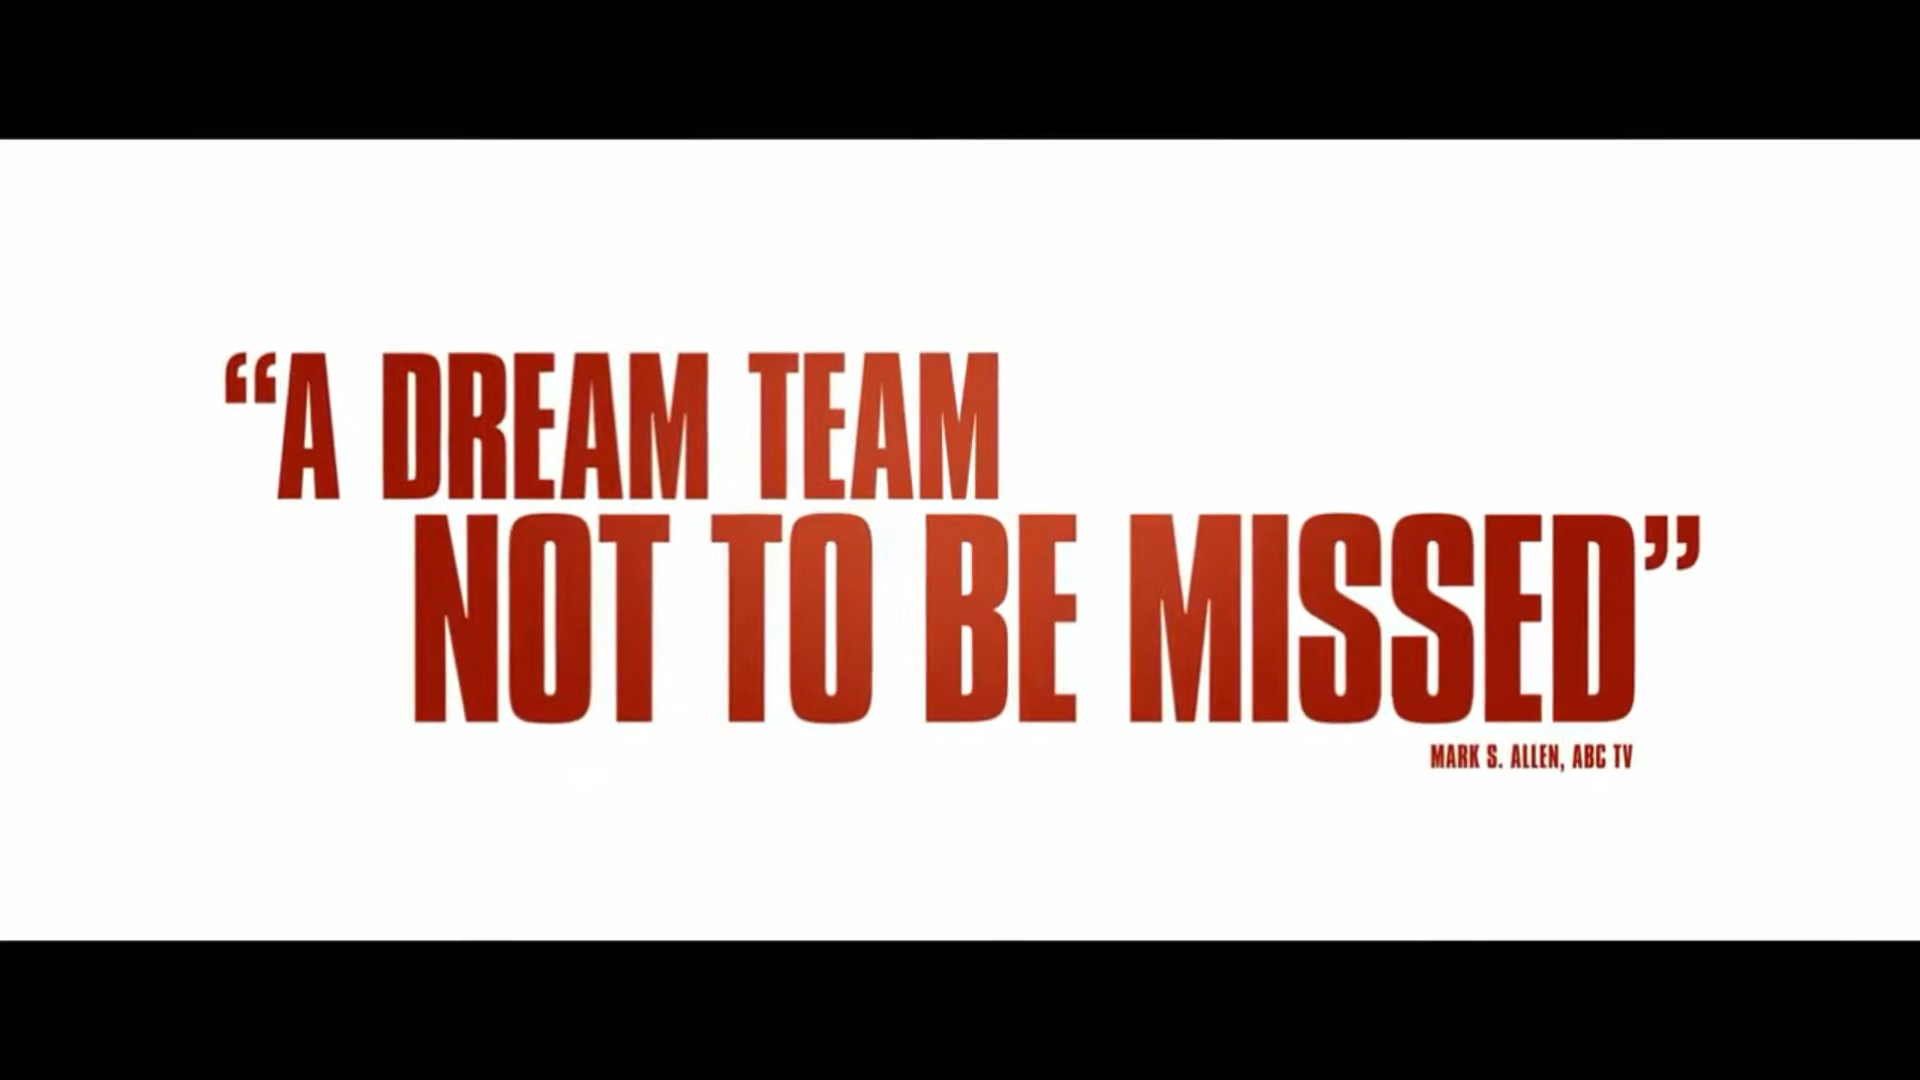 “A DREAM TEAM
NOT TO BE MISSED”
MARK S. ALLEN, ABC TV